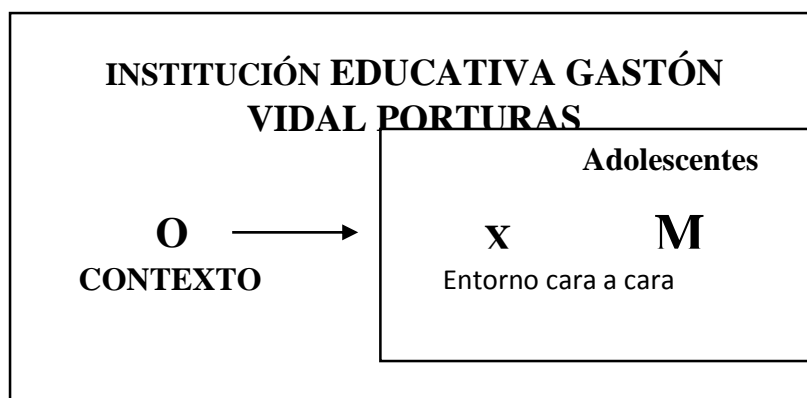 INSTITUCIÓN EDUCATIVA GASTÓN
VIDAL PORTURAS
Adolescentes
O x M
CONTEXTO Entorno cara a cara